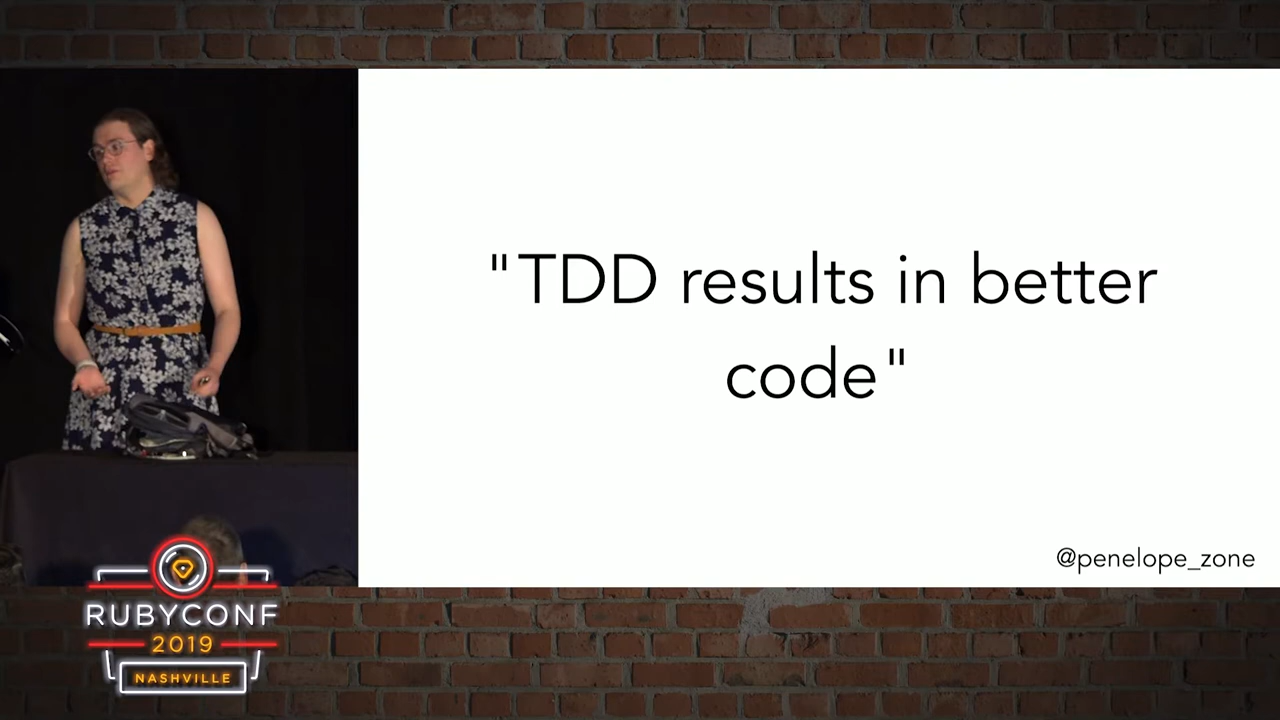 "TDD results in better
code"
@penelope_zone
RUBYCONF
2019
NASHVILLE